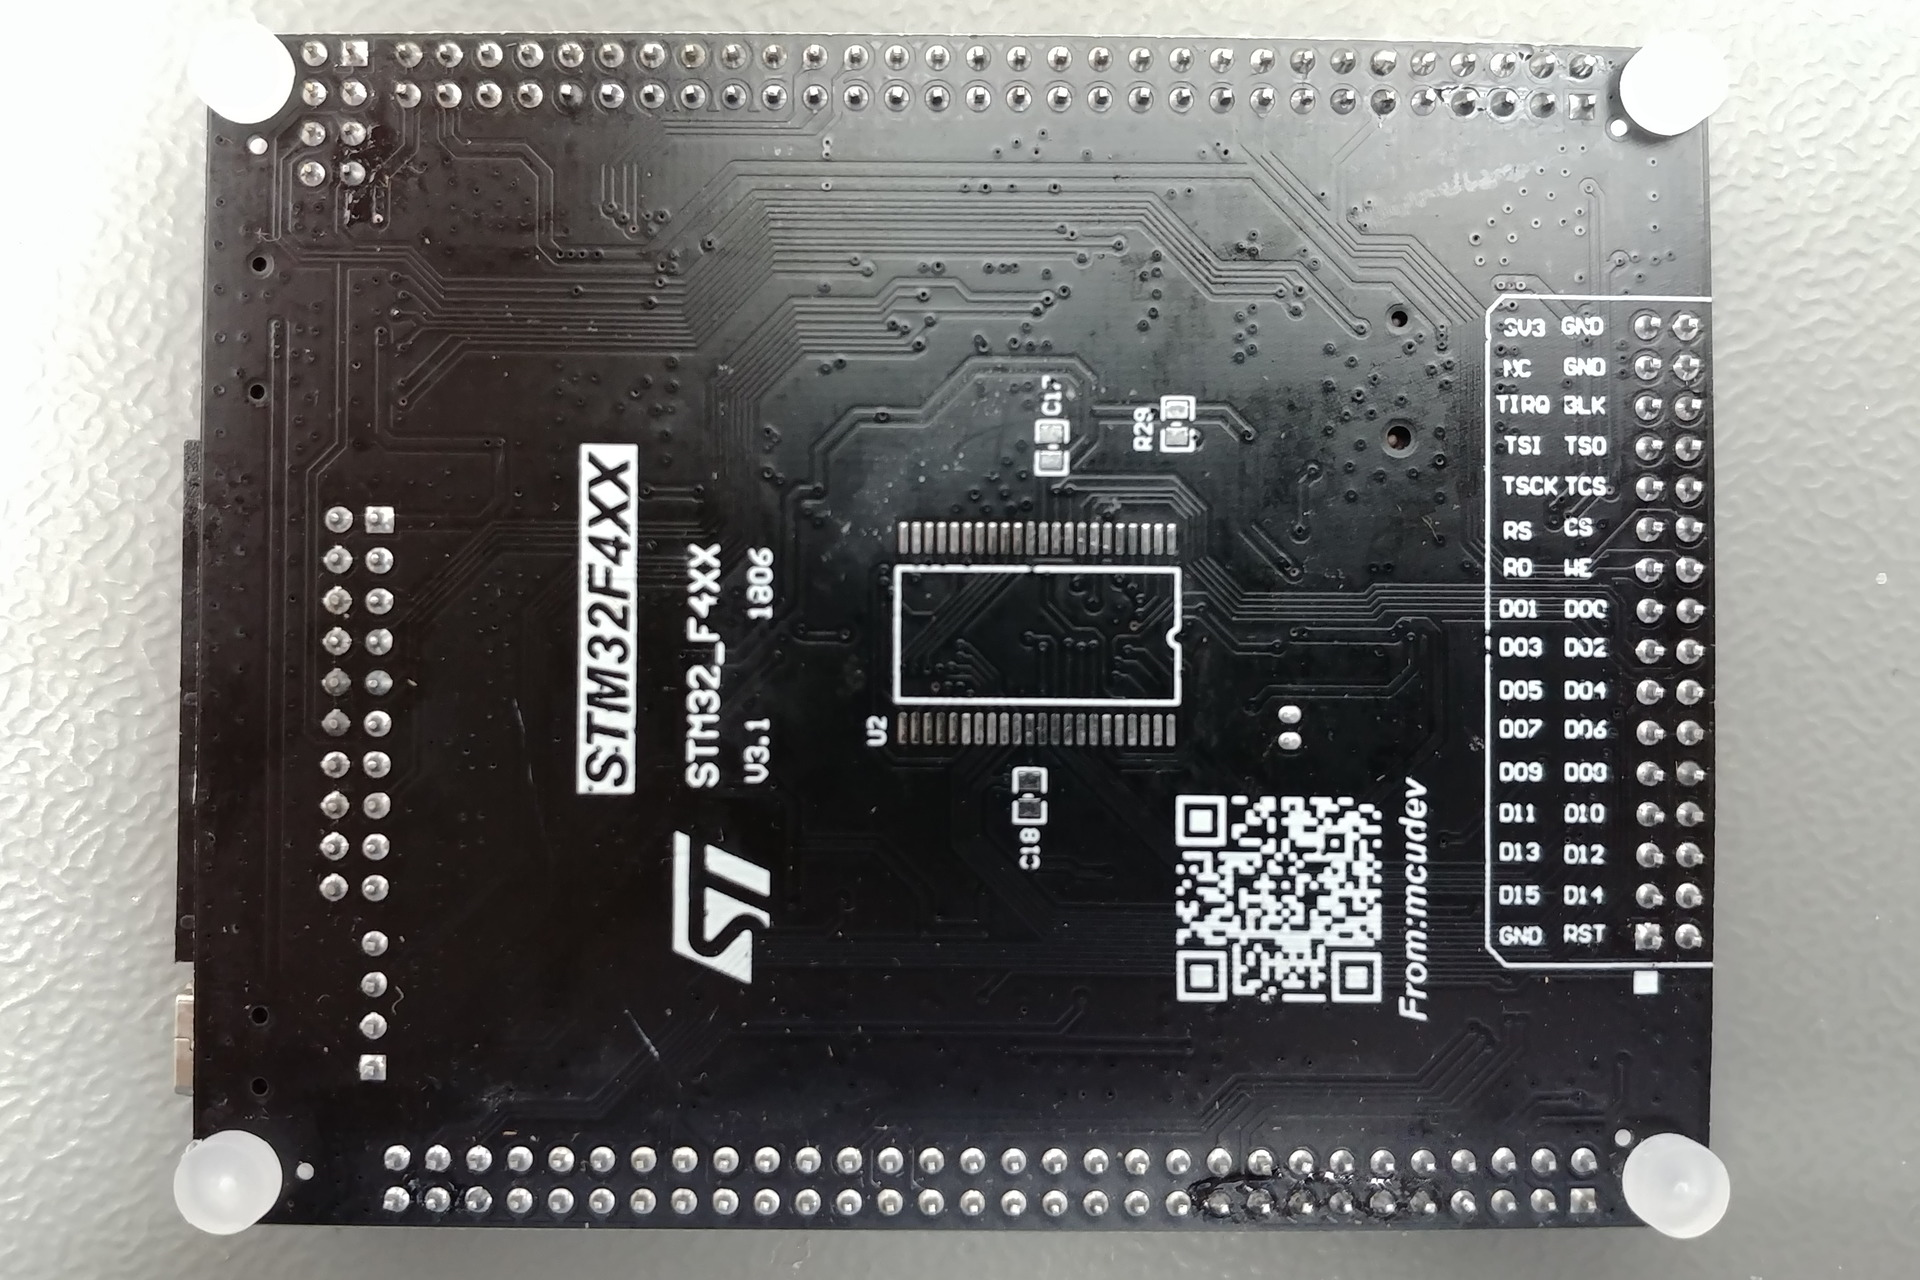 STM32F4XX
STM32_F4XX
V3.1 1806
ST
U2
C17
R29
C18
From:mcudev
3V3 GND
NC GND
TIRQ BLK
TSI TSO
TSCK TCS
RS CS
RD WE
D01 D00
D03 D02
D05 D04
D07 D06
D09 D08
D11 D10
D13 D12
D15 D14
GND RST